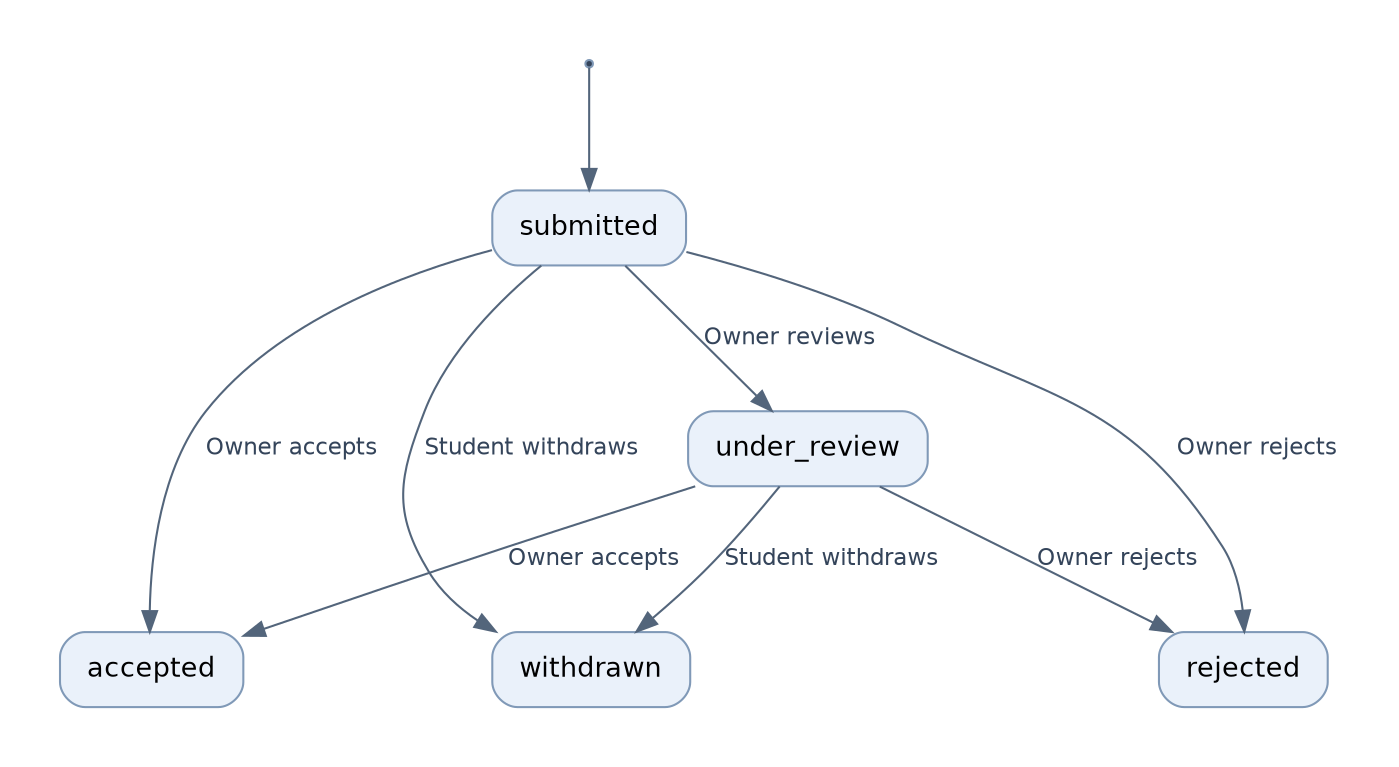 submitted
Owner reviews
Owner accepts
Student withdraws
under_review
Owner rejects
Owner accepts
Student withdraws
Owner rejects
accepted
withdrawn
rejected